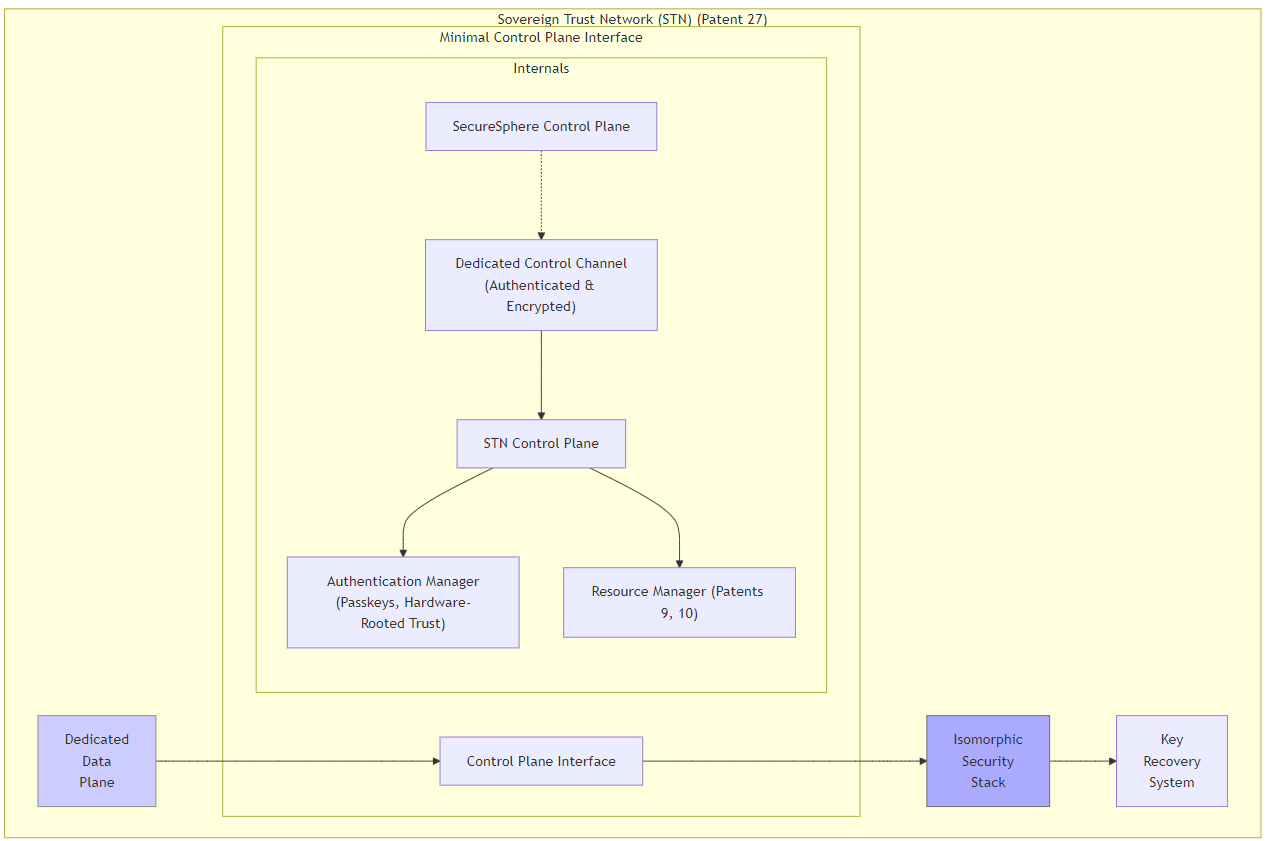 Sovereign Trust Network (STN) (Patent 27)
Minimal Control Plane Interface
Internals
SecureSphere Control Plane
Dedicated Control Channel
(Authenticated &
Encrypted)
STN Control Plane
Authentication Manager
(Passkeys, Hardware-
Rooted Trust)
Resource Manager (Patents
9, 10)
Dedicated
Data
Plane
Control Plane Interface
Isomorphic
Security
Stack
Key
Recovery
System